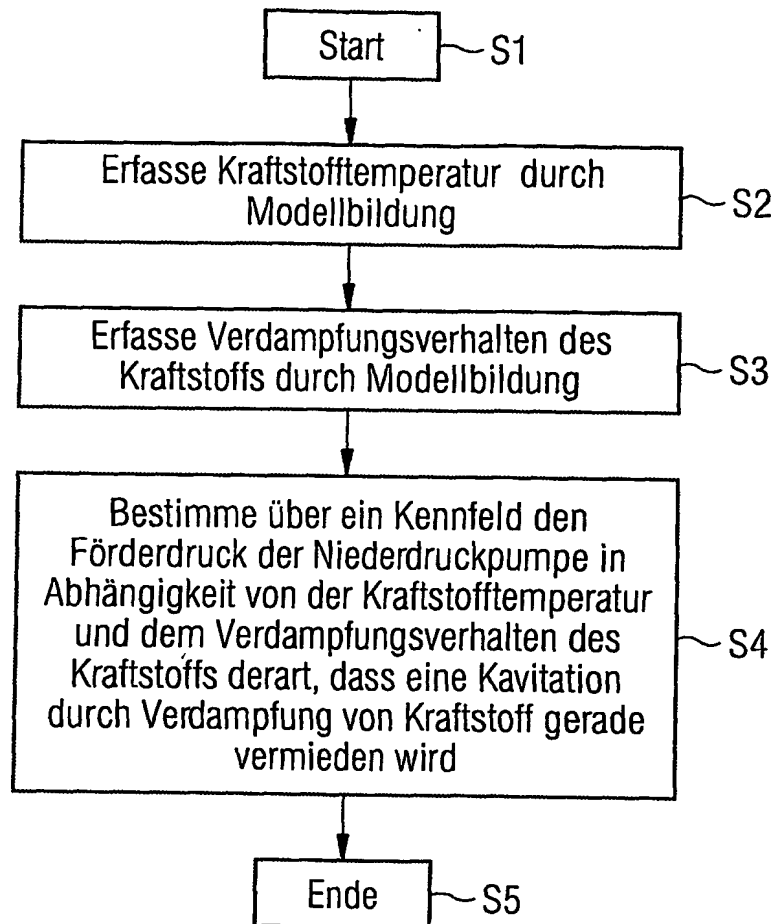 Start
S1
Erfasse Kraftstofftemperatur durch
Modellbildung
S2
Erfasse Verdampfungsverhalten des
Kraftstoffs durch Modellbildung
S3
Bestimme über ein Kennfeld den
Förderdruck der Niederdruckpumpe in
Abhängigkeit von der Kraftstofftemperatur
und dem Verdampfungsverhalten des
Kraftstoffs derart, dass eine Kavitation
durch Verdampfung von Kraftstoff gerade
vermieden wird
S4
Ende
S5